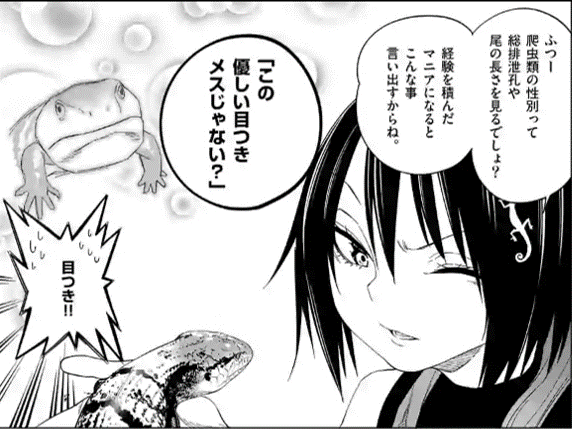 ふつー
爬虫類の性別って
総排泄孔や
尾の長さを見るでしょ？
経験を積んだ
マニアになると
こんな事
言い出すからね。
「この
優しい目つき
メスじゃない？」
目つき!!